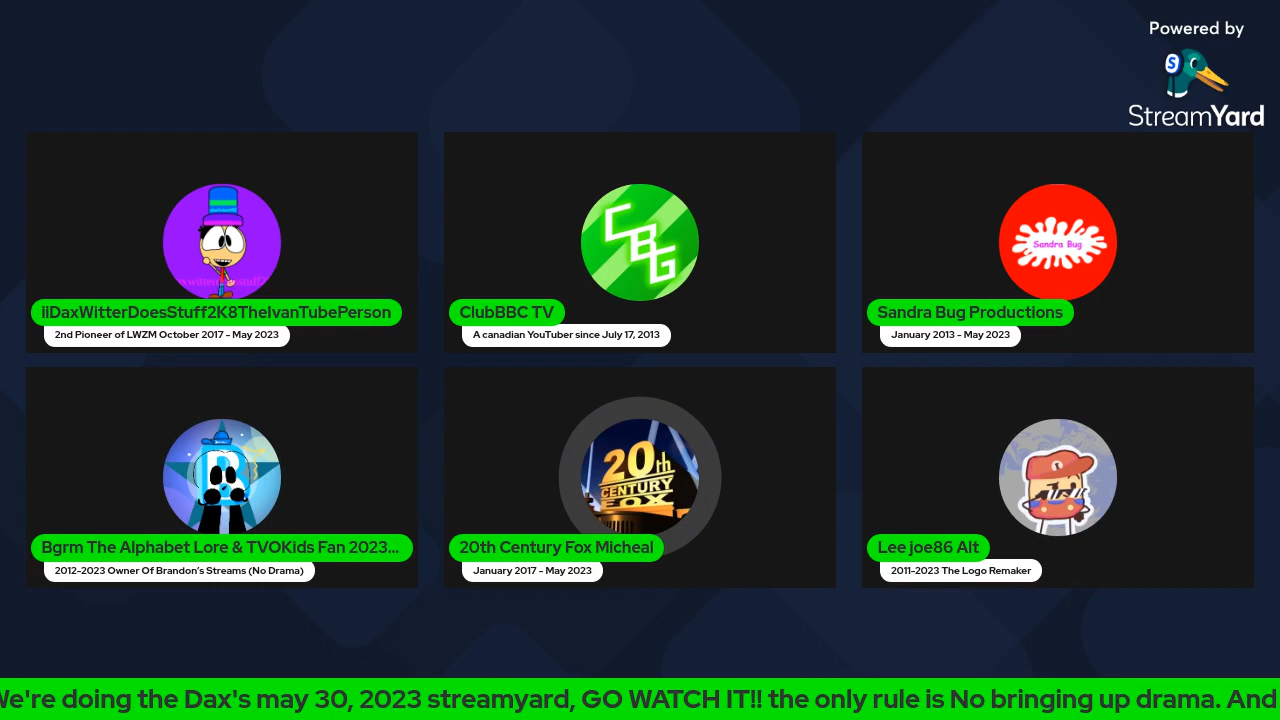 Powered by
StreamYard
CBG
Sandra Bug
iiDaxWitterDoesStuff2K8TheIvanTubePerson
2nd Pioneer of LWZM October 2017 - May 2023
ClubBBC TV
A canadian YouTuber since July 17, 2013
Sandra Bug Productions
January 2013 - May 2023
20th
CENTURY
FOX
Bgrm The Alphabet Lore & TVOKids Fan 2023...
2012-2023 Owner Of Brandon's Streams (No Drama)
20th Century Fox Micheal
January 2017 - May 2023
Lee joe86 Alt
2011-2023 The Logo Remaker
We're doing the Dax's may 30, 2023 streamyard, GO WATCH IT!! the only rule is No bringing up drama. And